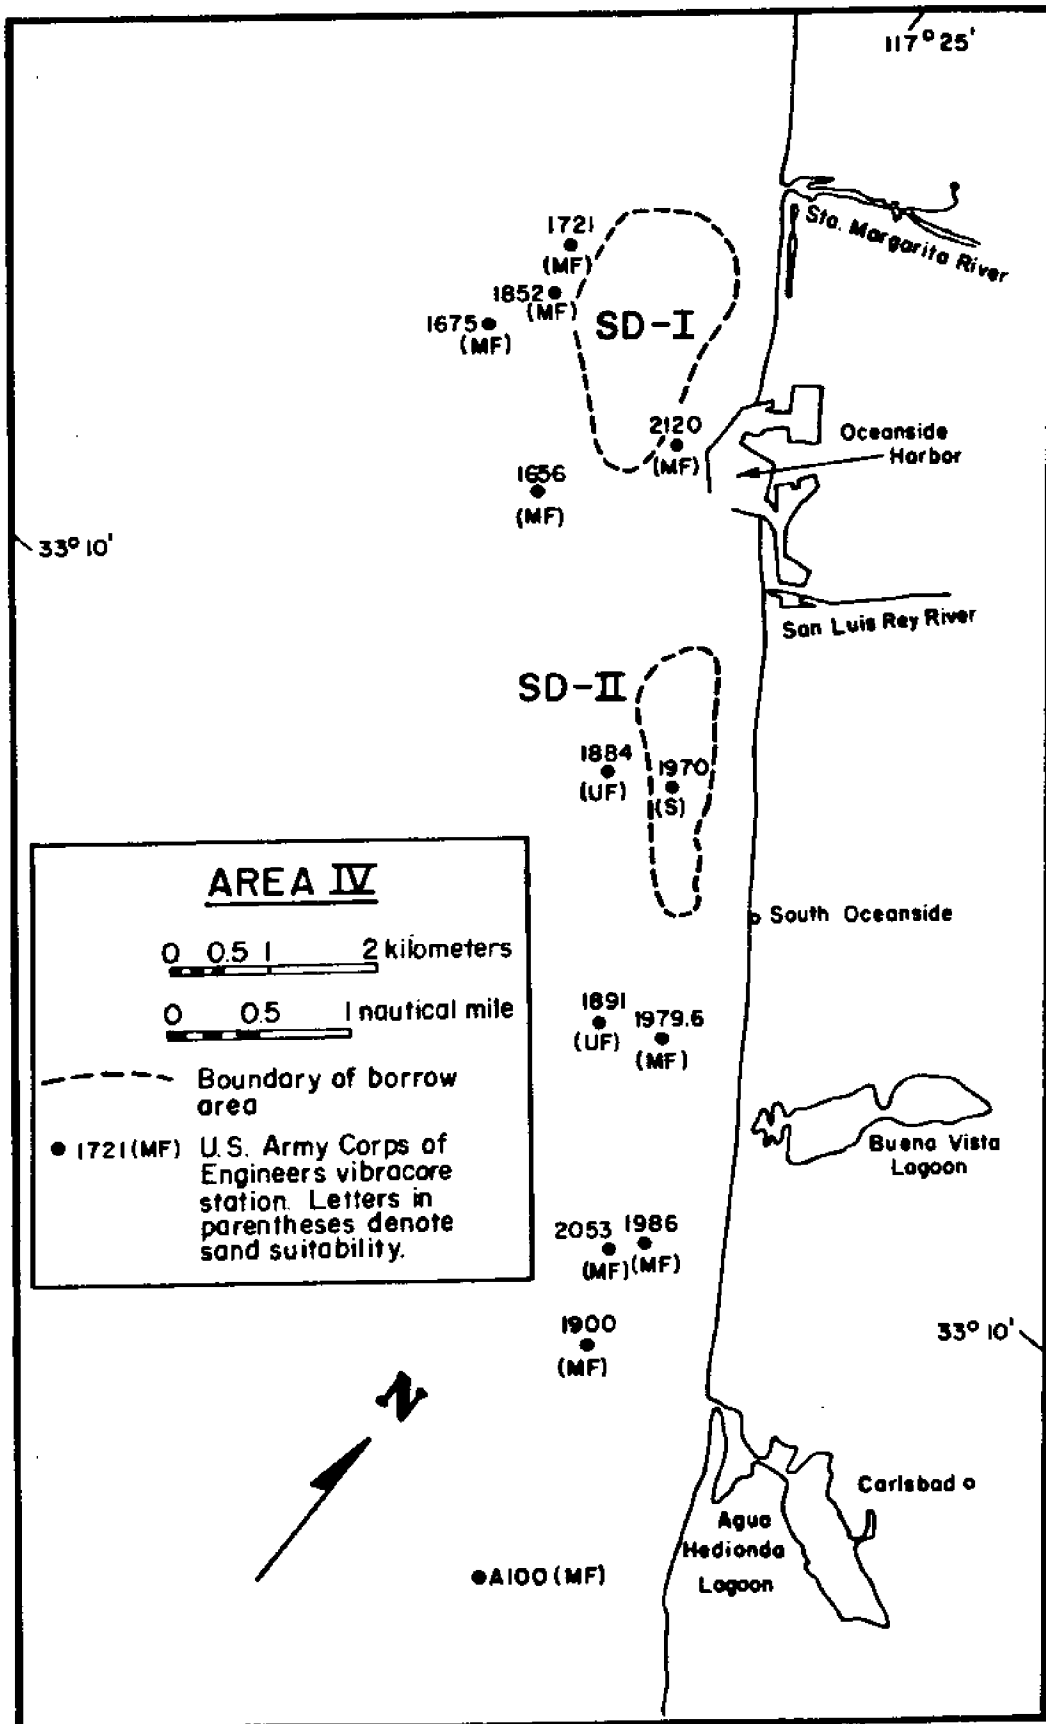 117° 25'
Sta. Margarita River
1721
(MF)
1852
(MF)
1675
(MF)
SD-I
2120
(MF)
Oceanside
Harbor
1656
(MF)
33° 10'
San Luis Rey River
SD-II
1884
(UF)
1970
(S)
AREA IV
0 0.5 1 2 kilometers
0 0.5 1 nautical mile
Boundary of borrow
area
1721 (MF) U.S. Army Corps of
Engineers vibracore
station. Letters in
parentheses denote
sand suitability.
South Oceanside
1891
(UF)
1979.6
(MF)
Buena Vista
Lagoon
2053
(MF)
1986
(MF)
1900
(MF)
33° 10'
N
Carlsbad
Agua
Hedionda
Lagoon
A100 (MF)